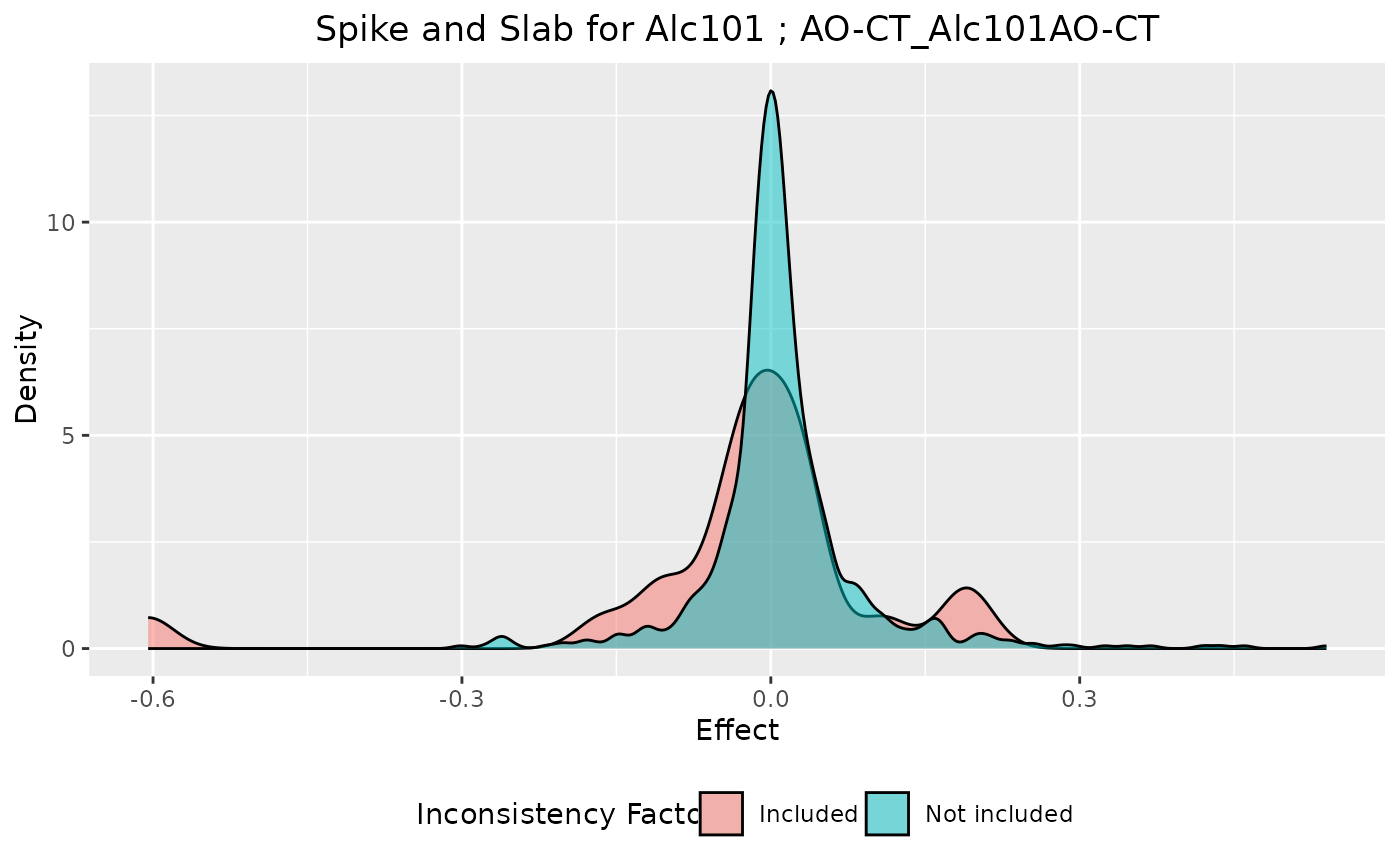 Spike and Slab for Alc101 ; AO-CT_Alc101AO-CT
Density
10
5
0
-0.6
-0.3
0.0
0.3
Effect
Inconsistency Facto
Included
Not included